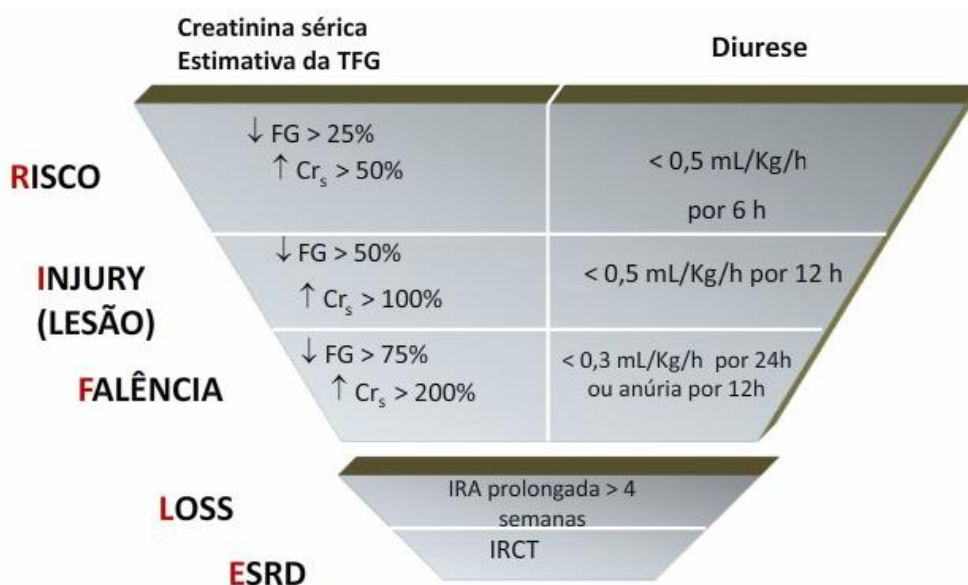 Creatinina sérica
Estimativa da TFG
Diurese
RISCO
↓ FG > 25%
↑ Crs > 50%
< 0,5 mL/Kg/h
por 6 h
INJURY
(LESÃO)
↓ FG > 50%
↑ Crs > 100%
< 0,5 mL/Kg/h por 12 h
FALÊNCIA
↓ FG > 75%
↑ Crs > 200%
< 0,3 mL/Kg/h por 24h
ou anúria por 12h
LOSS
IRA prolongada > 4
semanas
ESRD
IRCT